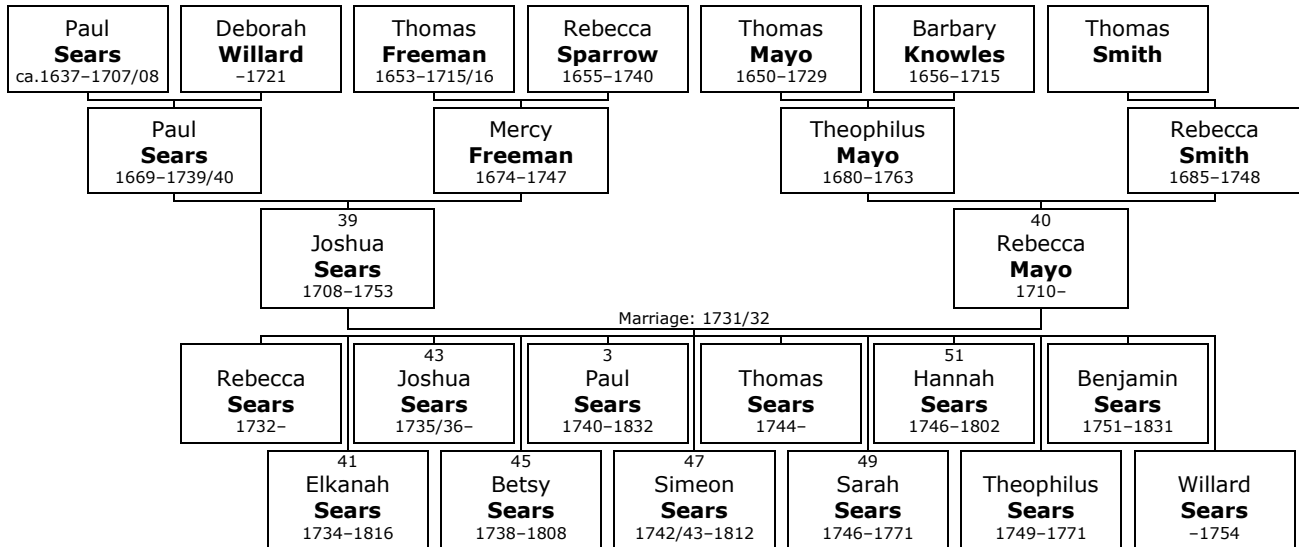 Paul
Sears
ca.1637–1707/08
Deborah
Willard
–1721
Thomas
Freeman
1653–1715/16
Rebecca
Sparrow
1655–1740
Thomas
Mayo
1650–1729
Barbary
Knowles
1656–1715
Thomas
Smith
Paul
Sears
1669–1739/40
Mercy
Freeman
1674–1747
Theophilus
Mayo
1680–1763
Rebecca
Smith
1685–1748
39
Joshua
Sears
1708–1753
40
Rebecca
Mayo
1710–
Marriage: 1731/32
Rebecca
Sears
1732–
43
Joshua
Sears
1735/36–
3
Paul
Sears
1740–1832
Thomas
Sears
1744–
51
Hannah
Sears
1746–1802
Benjamin
Sears
1751–1831
41
Elkanah
Sears
1734–1816
45
Betsy
Sears
1738–1808
47
Simeon
Sears
1742/43–1812
49
Sarah
Sears
1746–1771
Theophilus
Sears
1749–1771
Willard
Sears
–1754